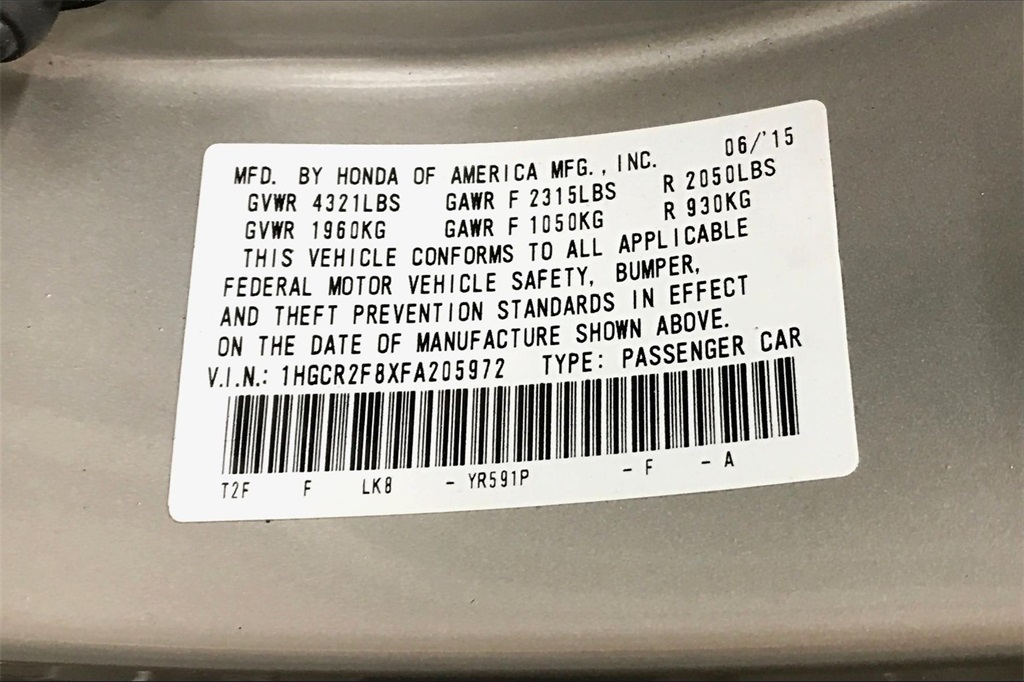 MFD. BY HONDA OF AMERICA MFG., INC. 06/'15
GVWR 4321LBS GAWR F 2315LBS R 2050LBS
GVWR 1960KG GAWR F 1050KG R 930KG
THIS VEHICLE CONFORMS TO ALL APPLICABLE
FEDERAL MOTOR VEHICLE SAFETY, BUMPER,
AND THEFT PREVENTION STANDARDS IN EFFECT
ON THE DATE OF MANUFACTURE SHOWN ABOVE.
V.I.N.: 1HGCR2F8XFA205972 TYPE: PASSENGER CAR
T2F F LK8 - YR591P - F - A